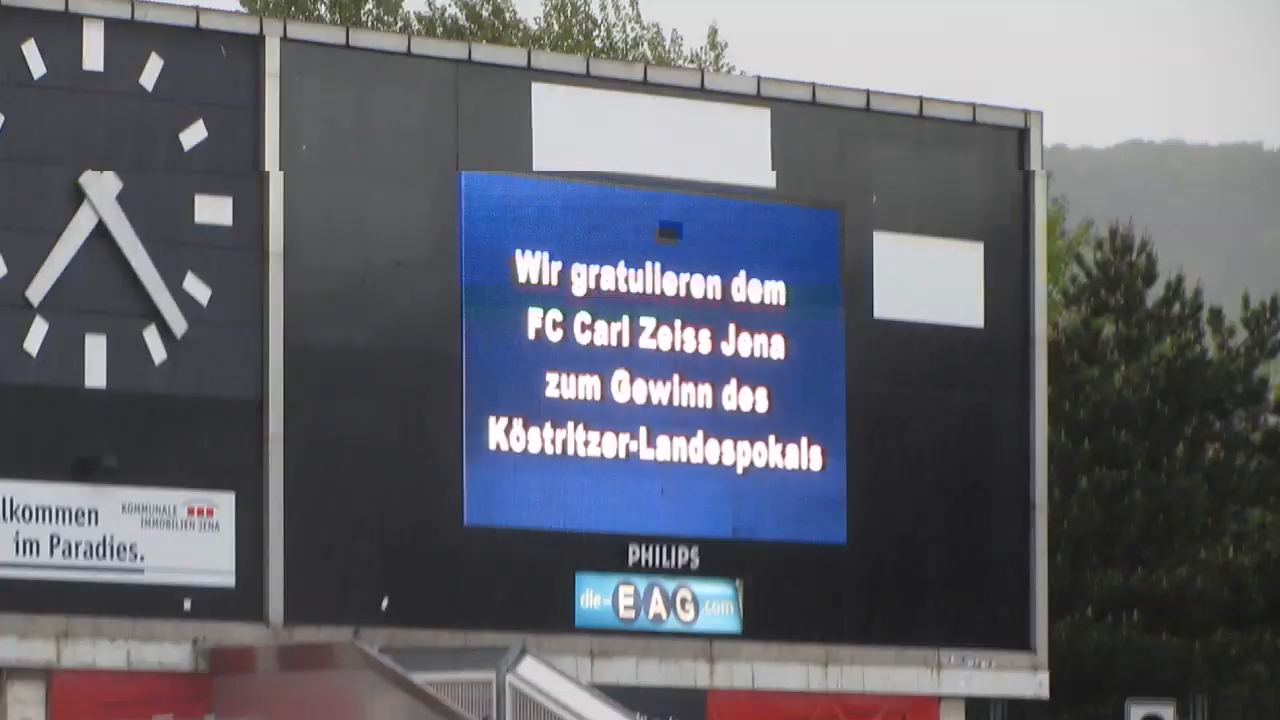 Wir gratulieren dem
FC Carl Zeiss Jena
zum Gewinn des
Köstritzer-Landespokals
PHILIPS
die-EAG.com
lkommen
im Paradies.
KOMMUNALE
IMMOBILIEN JENA